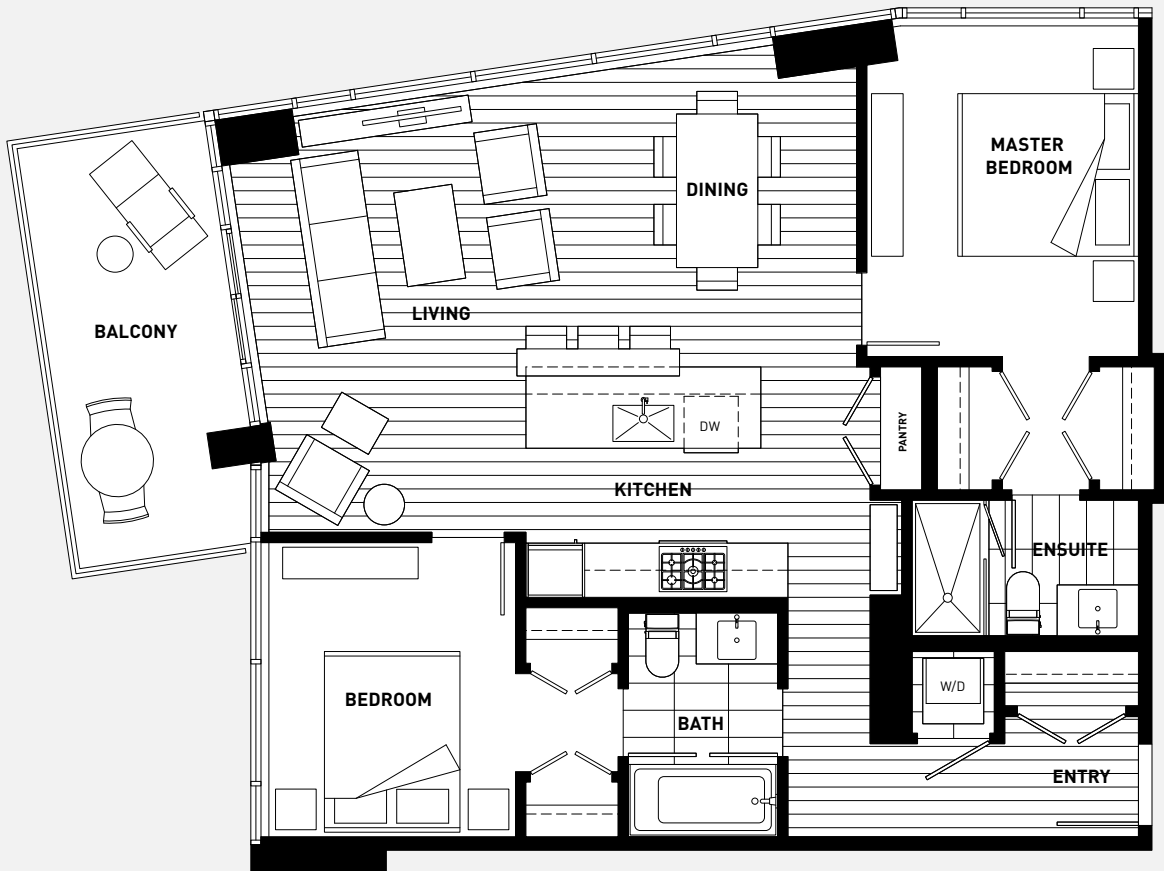 MASTER
BEDROOM
DINING
LIVING
BALCONY
DW
PANTRY
KITCHEN
ENSUITE
W/D
BEDROOM
BATH
ENTRY